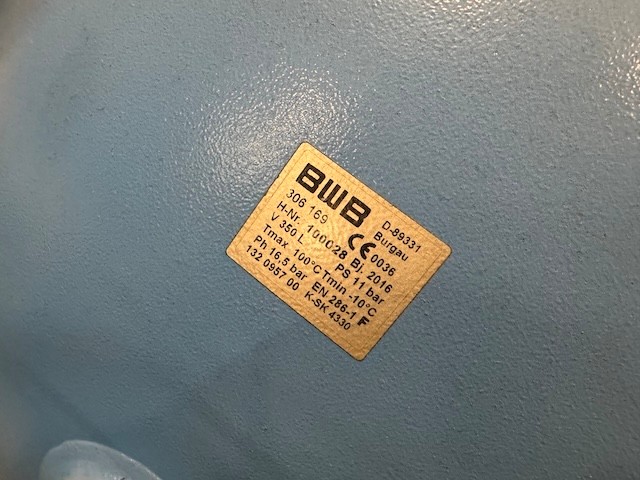 BWB D-89331
Burgau
306 169 CE 0036
H-Nr. 100028 Bj. 2016
V 350 L PS 11 bar
Tmax. 100°C Tmin -10°C
Ph 16,5 bar EN 286-1 F
132 0957 00 K-SK 4330